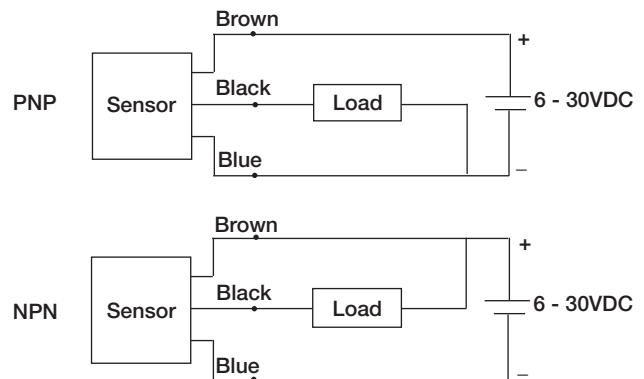 Brown
+
PNP
Sensor
Black
Load
6 - 30VDC
Blue
–
Brown
+
NPN
Sensor
Black
Load
6 - 30VDC
Blue
–